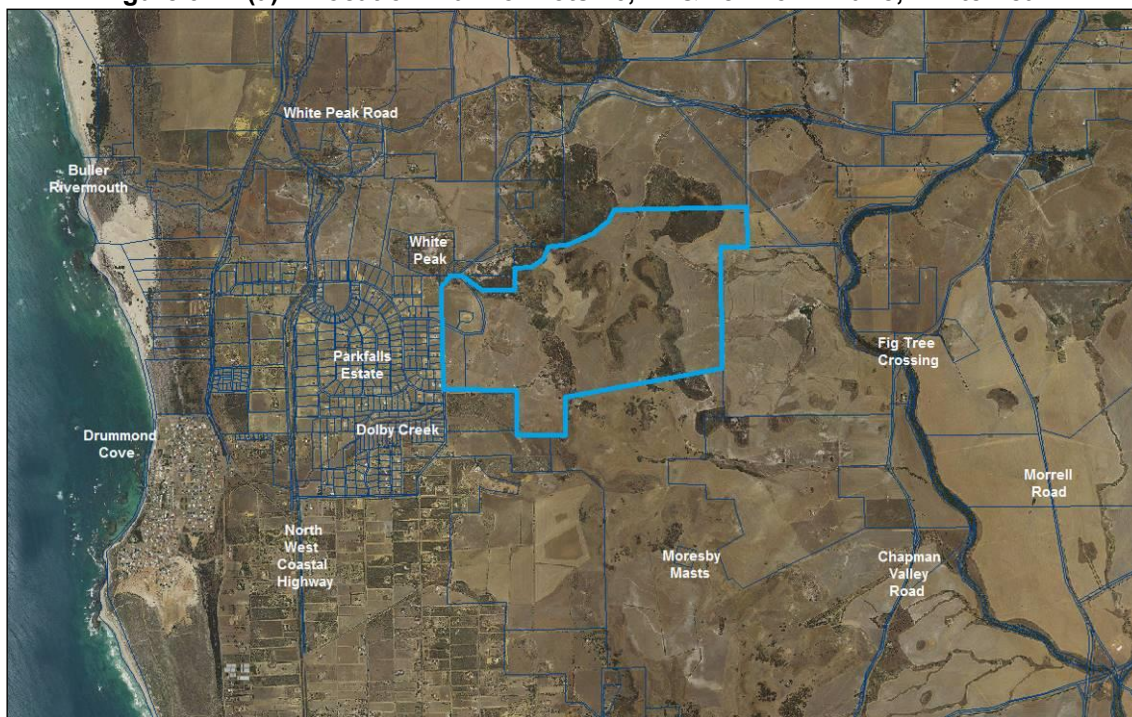 White Peak Road
Buller
Rivermouth
White
Peak
Parkfalls
Estate
Fig Tree
Crossing
Dolby Creek
Drummond
Cove
Morrell
Road
North
West
Coastal
Highway
Moresby
Masts
Chapman
Valley
Road